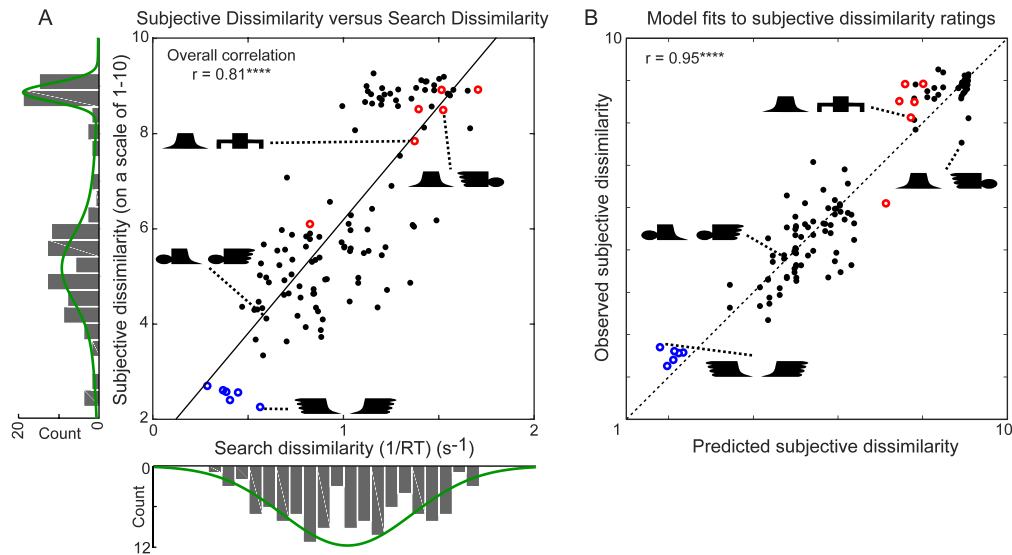 A
Subjective Dissimilarity versus Search Dissimilarity
Overall correlation
r = 0.81****
Subjective dissimilarity (on a scale of 1-10)
10
8
6
4
2
0
1
2
Search dissimilarity (1/RT) (s-1)
20
0
Count
0
12
Count
B
Model fits to subjective dissimilarity ratings
r = 0.95****
Observed subjective dissimilarity
10
1
10
Predicted subjective dissimilarity